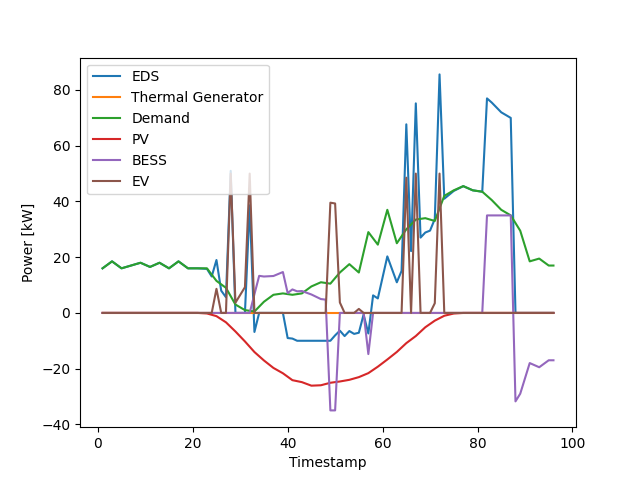 EDS
Thermal Generator
Demand
PV
BESS
EV
Power [kW]
80
60
40
20
0
−20
−40
0 20 40 60 80 100
Timestamp